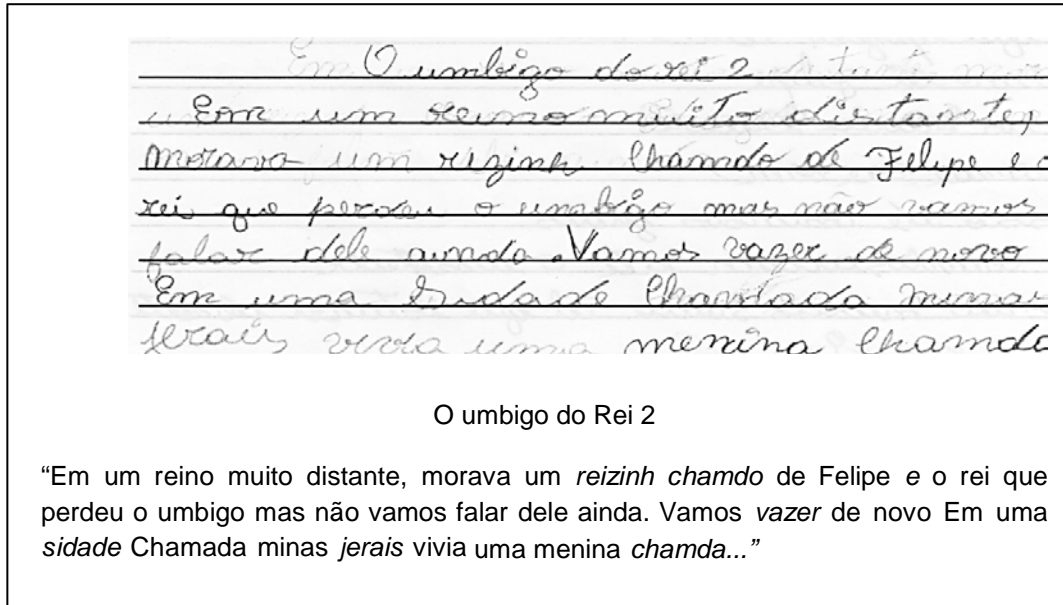 O umbigo do rei 2
Em um reino muito distante,
morava um rizinh chamdo de Felipe e o
rei que perdeu o umbigo mas não vamos
falar dele ainda. Vamos vazer de novo
Em uma sidade Chamada minas
jerais vivia uma menina chamda
O umbigo do Rei 2
“Em um reino muito distante, morava um reizinh chamdo de Felipe e o rei que
perdeu o umbigo mas não vamos falar dele ainda. Vamos vazer de novo Em uma
sidade Chamada minas jerais vivia uma menina chamda...”